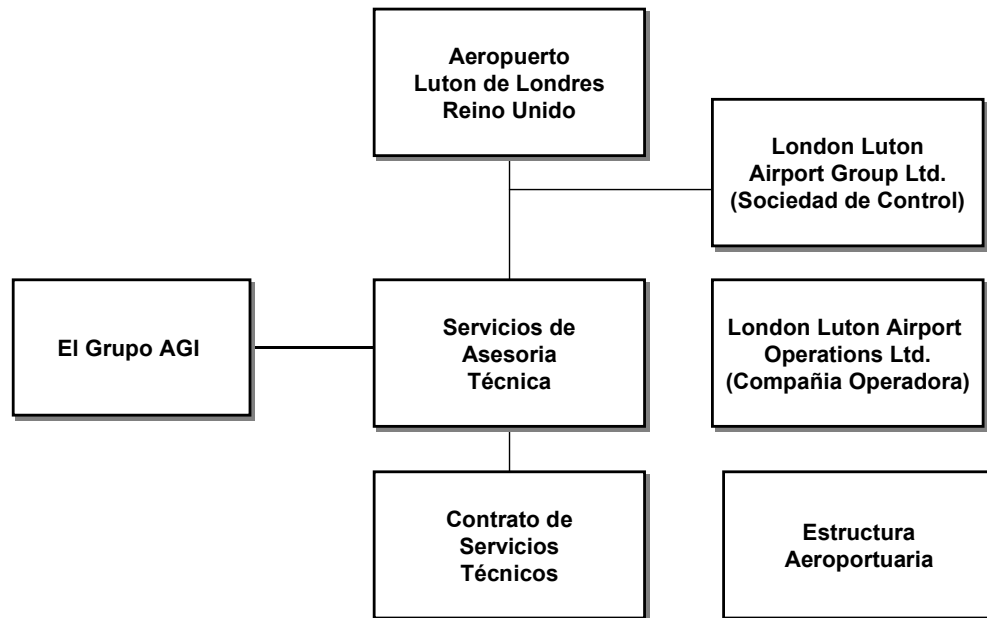 Aeropuerto
Luton de Londres
Reino Unido
London Luton
Airport Group Ltd.
(Sociedad de Control)
El Grupo AGI
Servicios de
Asesoria
Técnica
London Luton Airport
Operations Ltd.
(Compañia Operadora)
Contrato de
Servicios
Técnicos
Estructura
Aeroportuaria